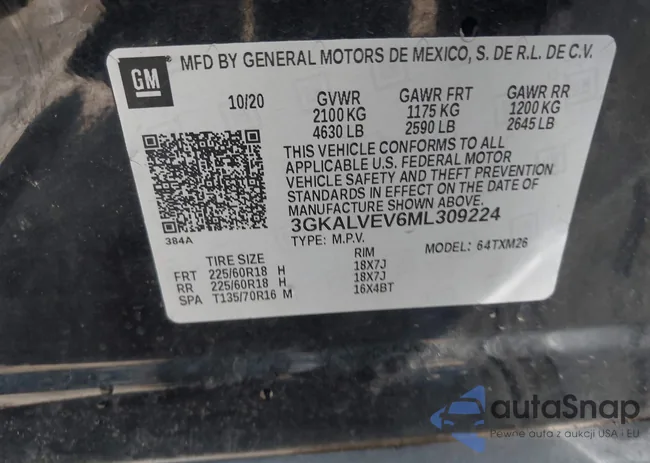 GM
MFD BY GENERAL MOTORS DE MEXICO, S. DE R.L. DE C.V.
10/20 GVWR GAWR FRT GAWR RR
2100 KG 1175 KG 1200 KG
4630 LB 2590 LB 2645 LB
THIS VEHICLE CONFORMS TO ALL
APPLICABLE U.S. FEDERAL MOTOR
VEHICLE SAFETY AND THEFT PREVENTION
STANDARDS IN EFFECT ON THE DATE OF
MANUFACTURE SHOWN ABOVE.
3GKALVEV6ML309224
384A
TYPE: M.P.V. MODEL: 64TXM26
TIRE SIZE RIM
FRT 225/60R18 H 18X7J
RR 225/60R18 H 18X7J
SPA T135/70R16 M 16X4BT
autaSnap
Pewne auta z aukcji USA i EU